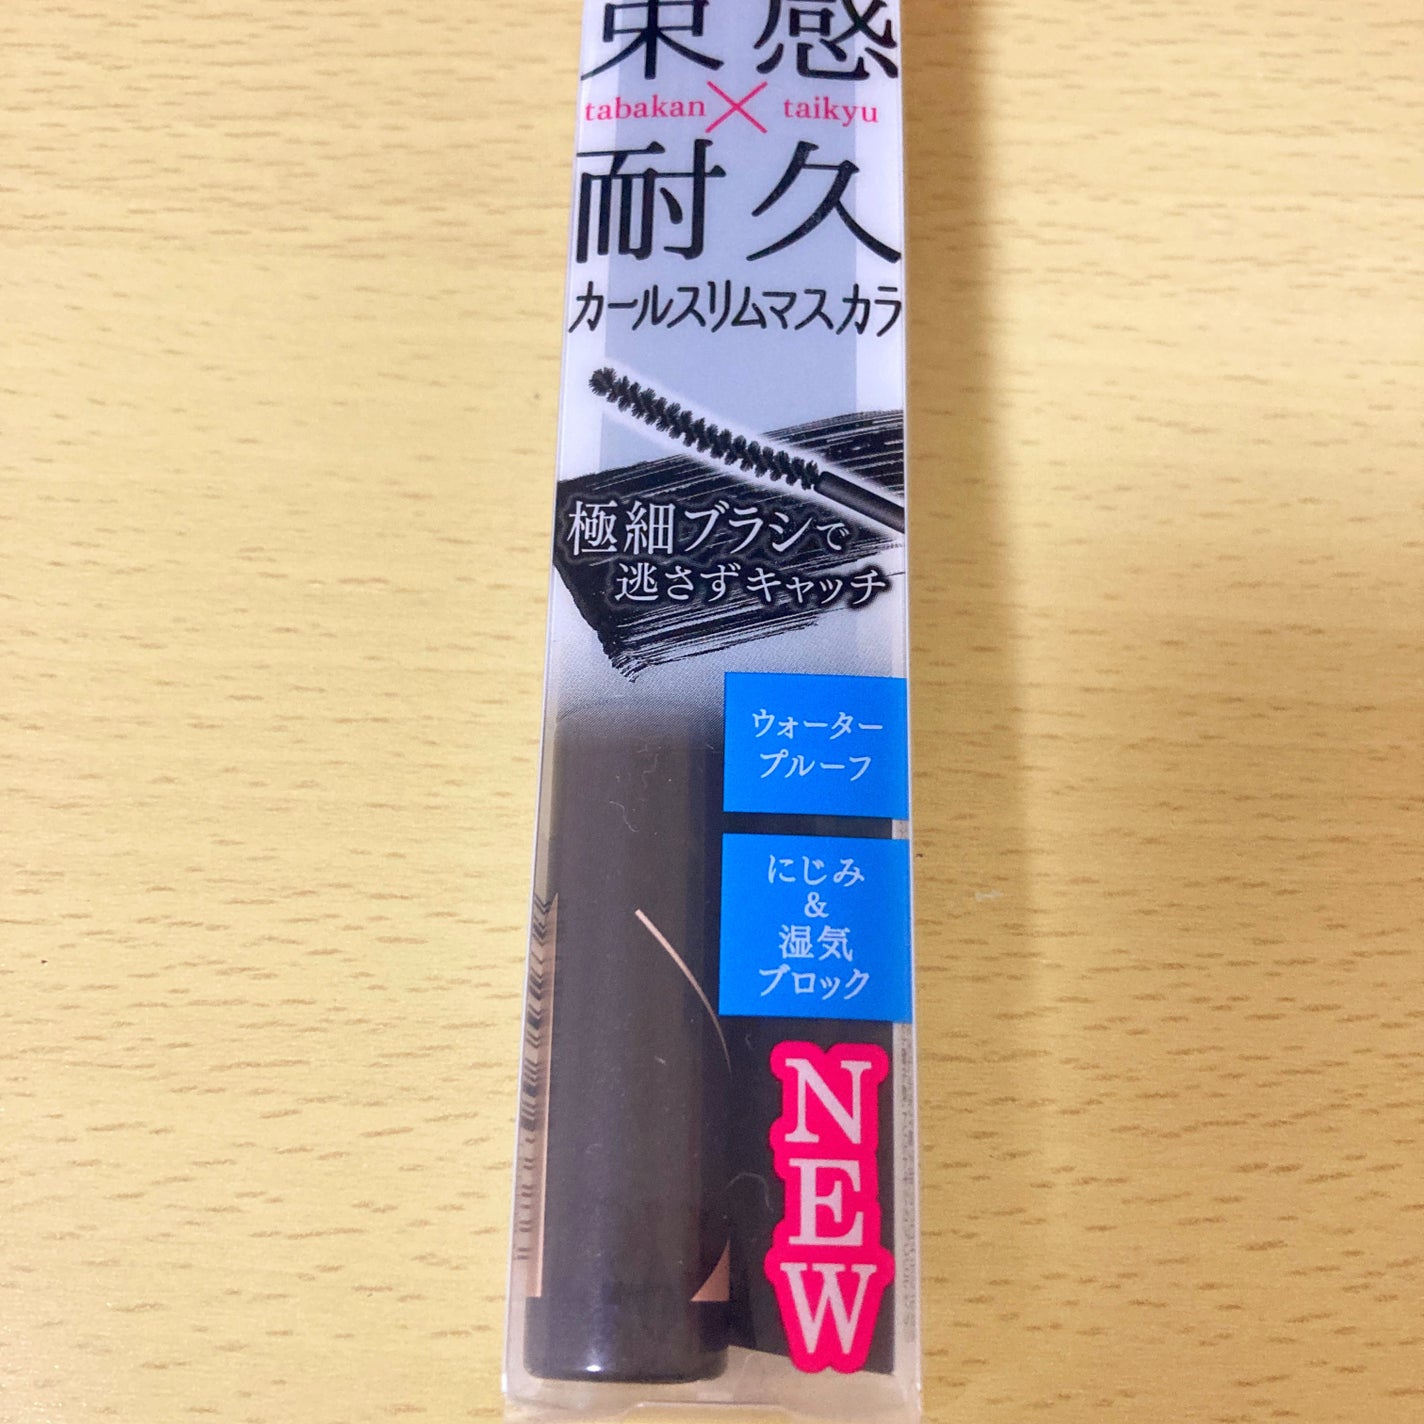 束感
tabakan × taikyu
耐久
カールスリムマスカラ
極細ブラシで
逃さずキャッチ
ウォーター
プルーフ
にじみ
&
湿気
ブロック
NEW